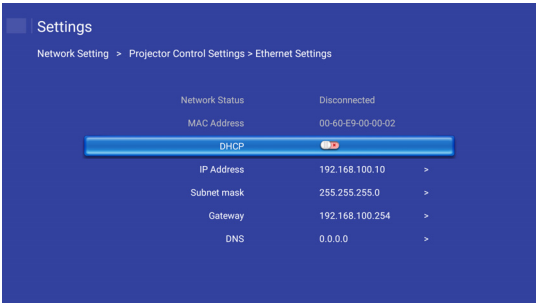 Settings
Network Setting > Projector Control Settings > Ethernet Settings
Network Status Disconnected
MAC Address 00-60-E9-00-00-02
DHCP
IP Address 192.168.100.10 >
Subnet mask 255.255.255.0 >
Gateway 192.168.100.254 >
DNS 0.0.0.0 >